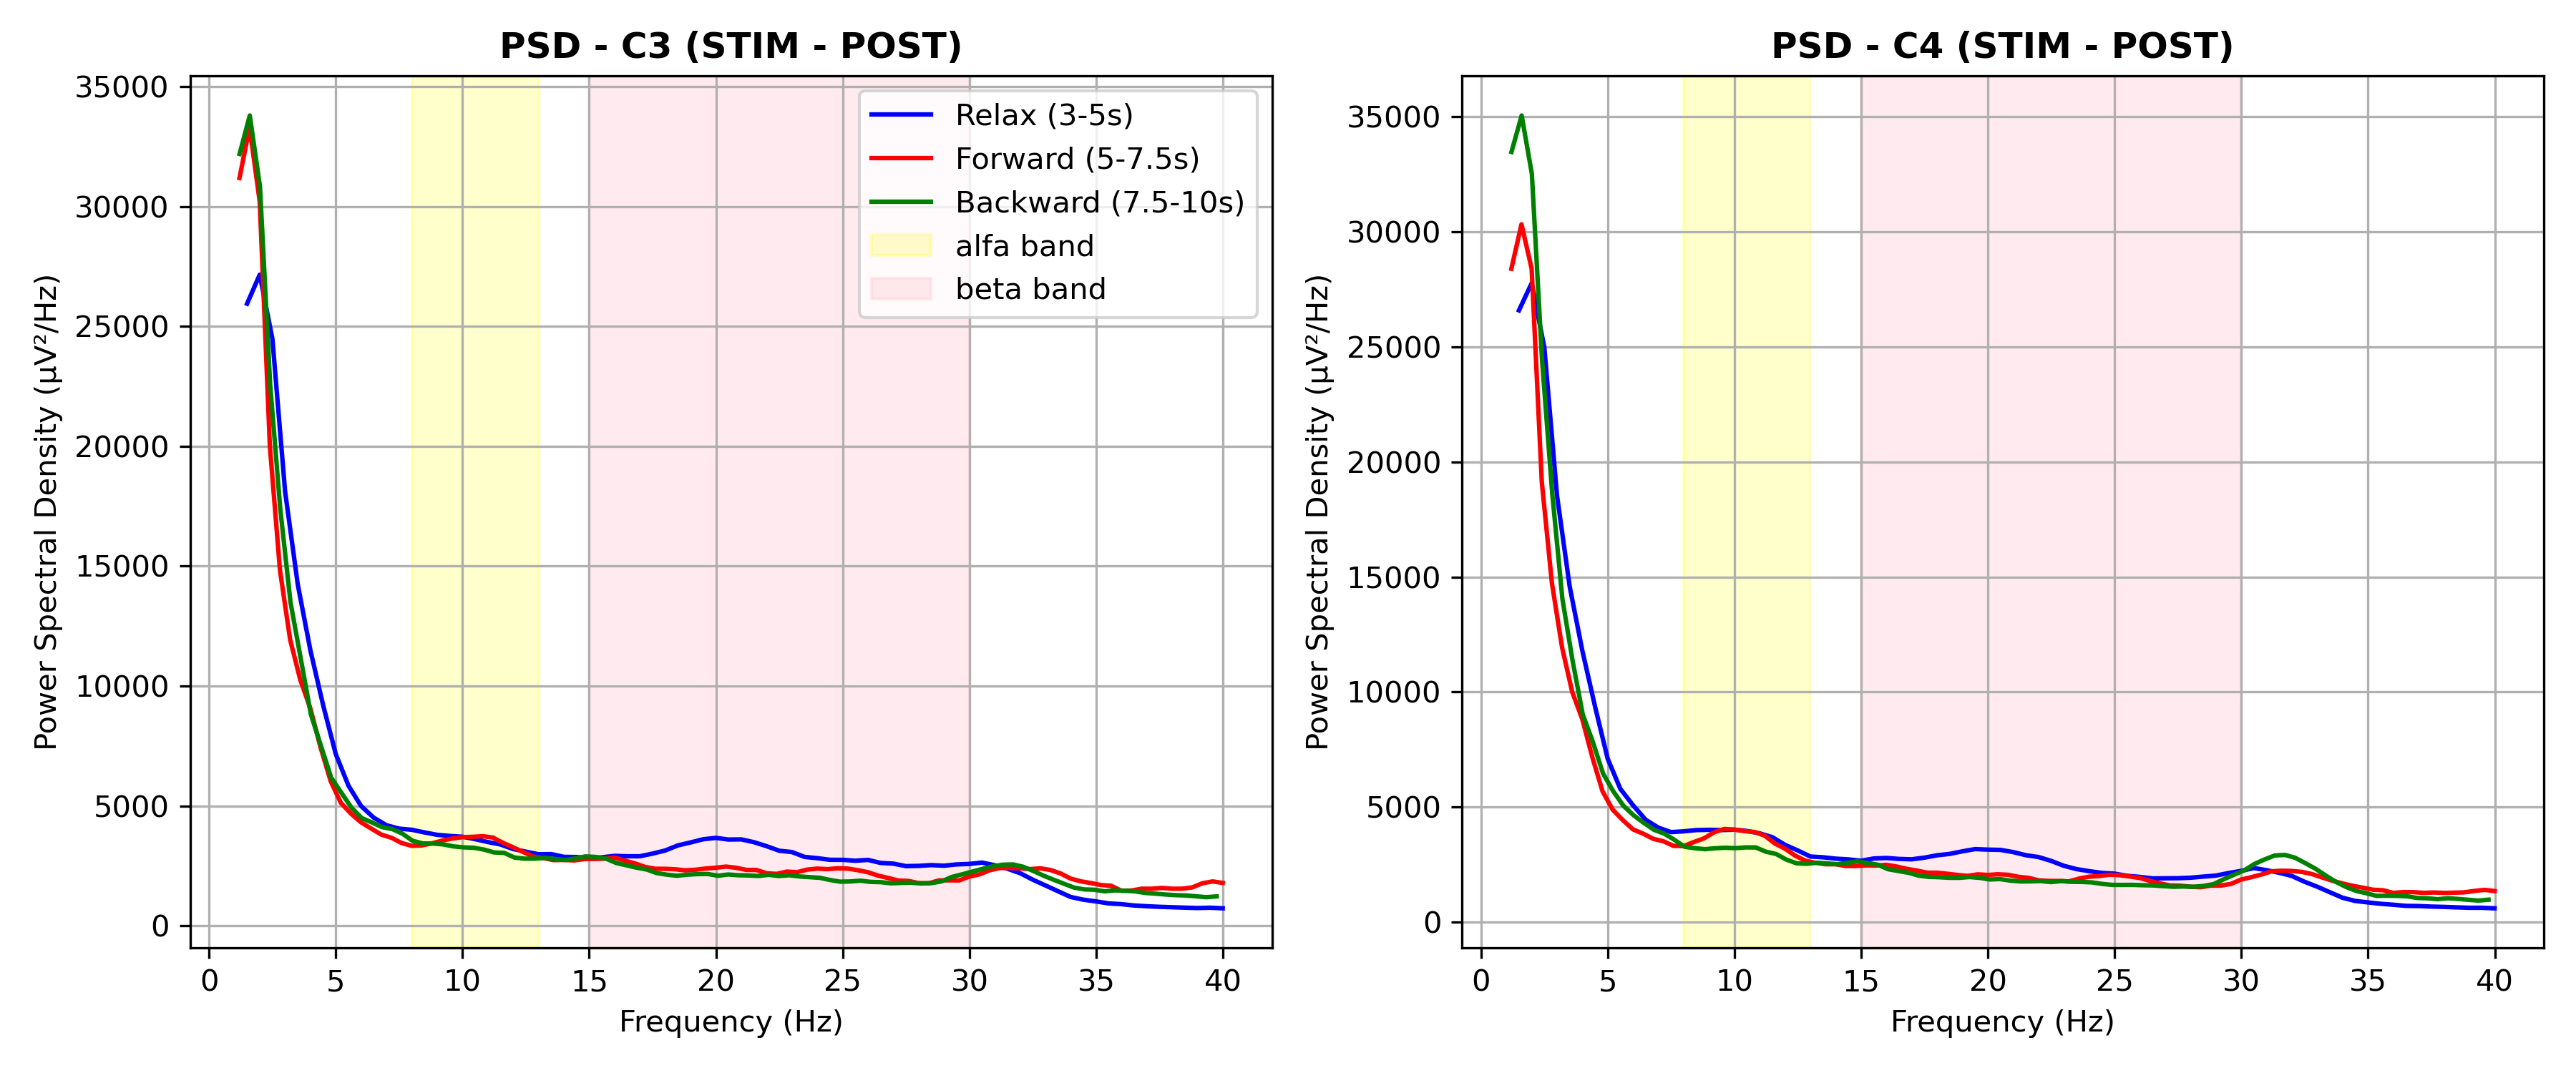 PSD - C3 (STIM - POST)
35000
30000
25000
20000
15000
10000
5000
0
Power Spectral Density (µV²/Hz)
Relax (3-5s)
Forward (5-7.5s)
Backward (7.5-10s)
alfa band
beta band
0 5 10 15 20 25 30 35 40
Frequency (Hz)
PSD - C4 (STIM - POST)
35000
30000
25000
20000
15000
10000
5000
0
Power Spectral Density (µV²/Hz)
0 5 10 15 20 25 30 35 40
Frequency (Hz)